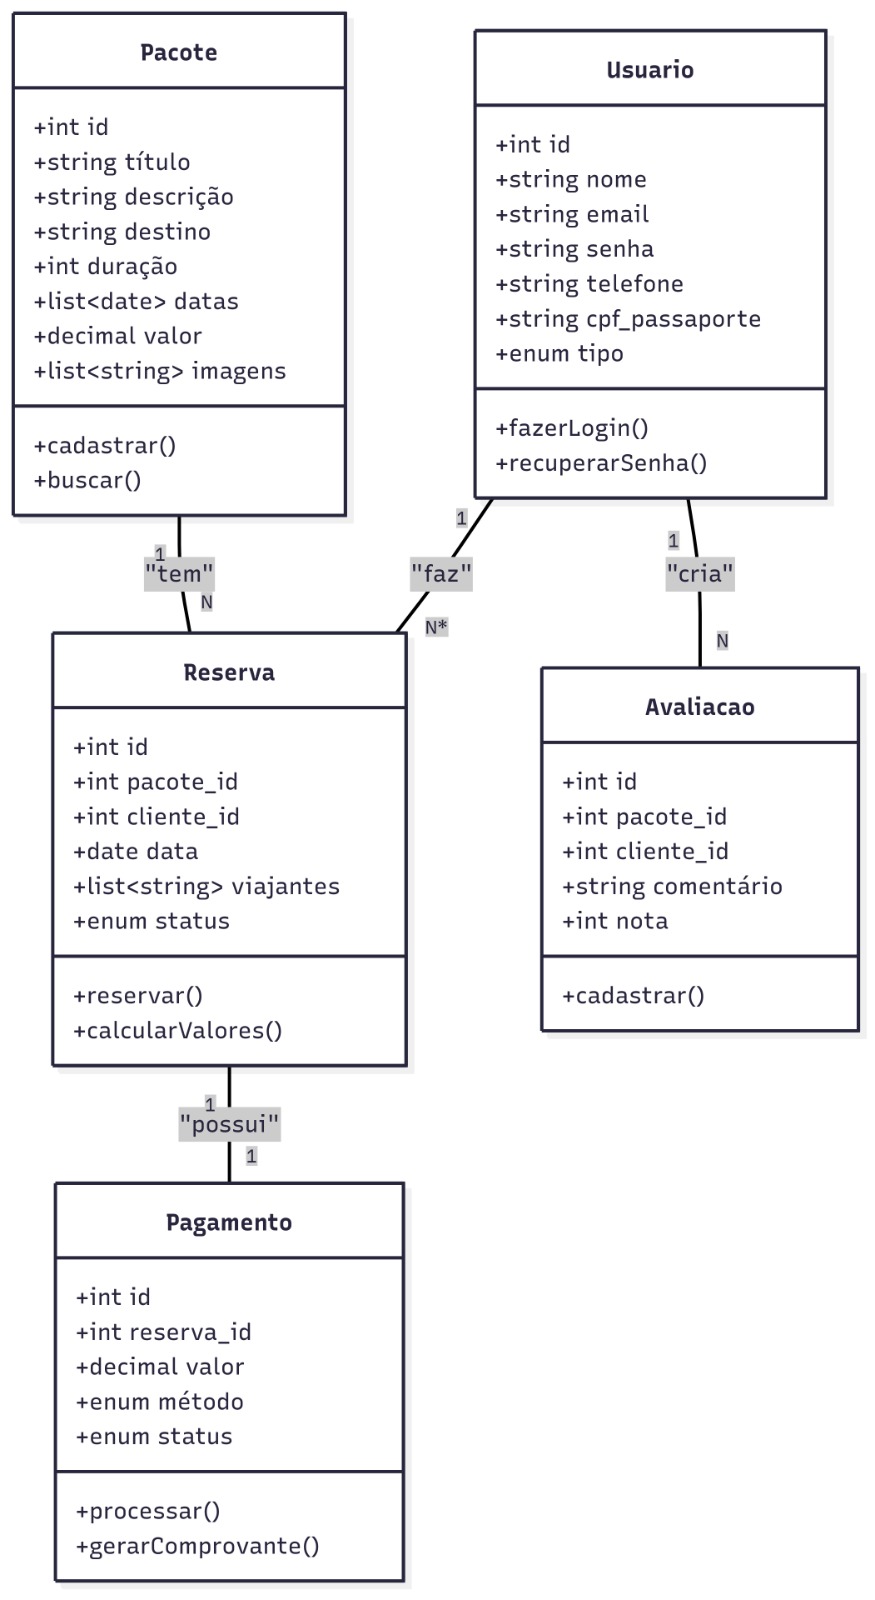 Pacote
+int id
+string título
+string descrição
+string destino
+int duração
+list<date> datas
+decimal valor
+list<string> imagens
+cadastrar()
+buscar()
Usuario
+int id
+string nome
+string email
+string senha
+string telefone
+string cpf_passaporte
+enum tipo
+fazerLogin()
+recuperarSenha()
1
"tem"
N
1
"faz"
N*
1
"cria"
N
Reserva
+int id
+int pacote_id
+int cliente_id
+date data
+list<string> viajantes
+enum status
+reservar()
+calcularValores()
Avaliacao
+int id
+int pacote_id
+int cliente_id
+string comentário
+int nota
+cadastrar()
1
"possui"
1
Pagamento
+int id
+int reserva_id
+decimal valor
+enum método
+enum status
+processar()
+gerarComprovante()